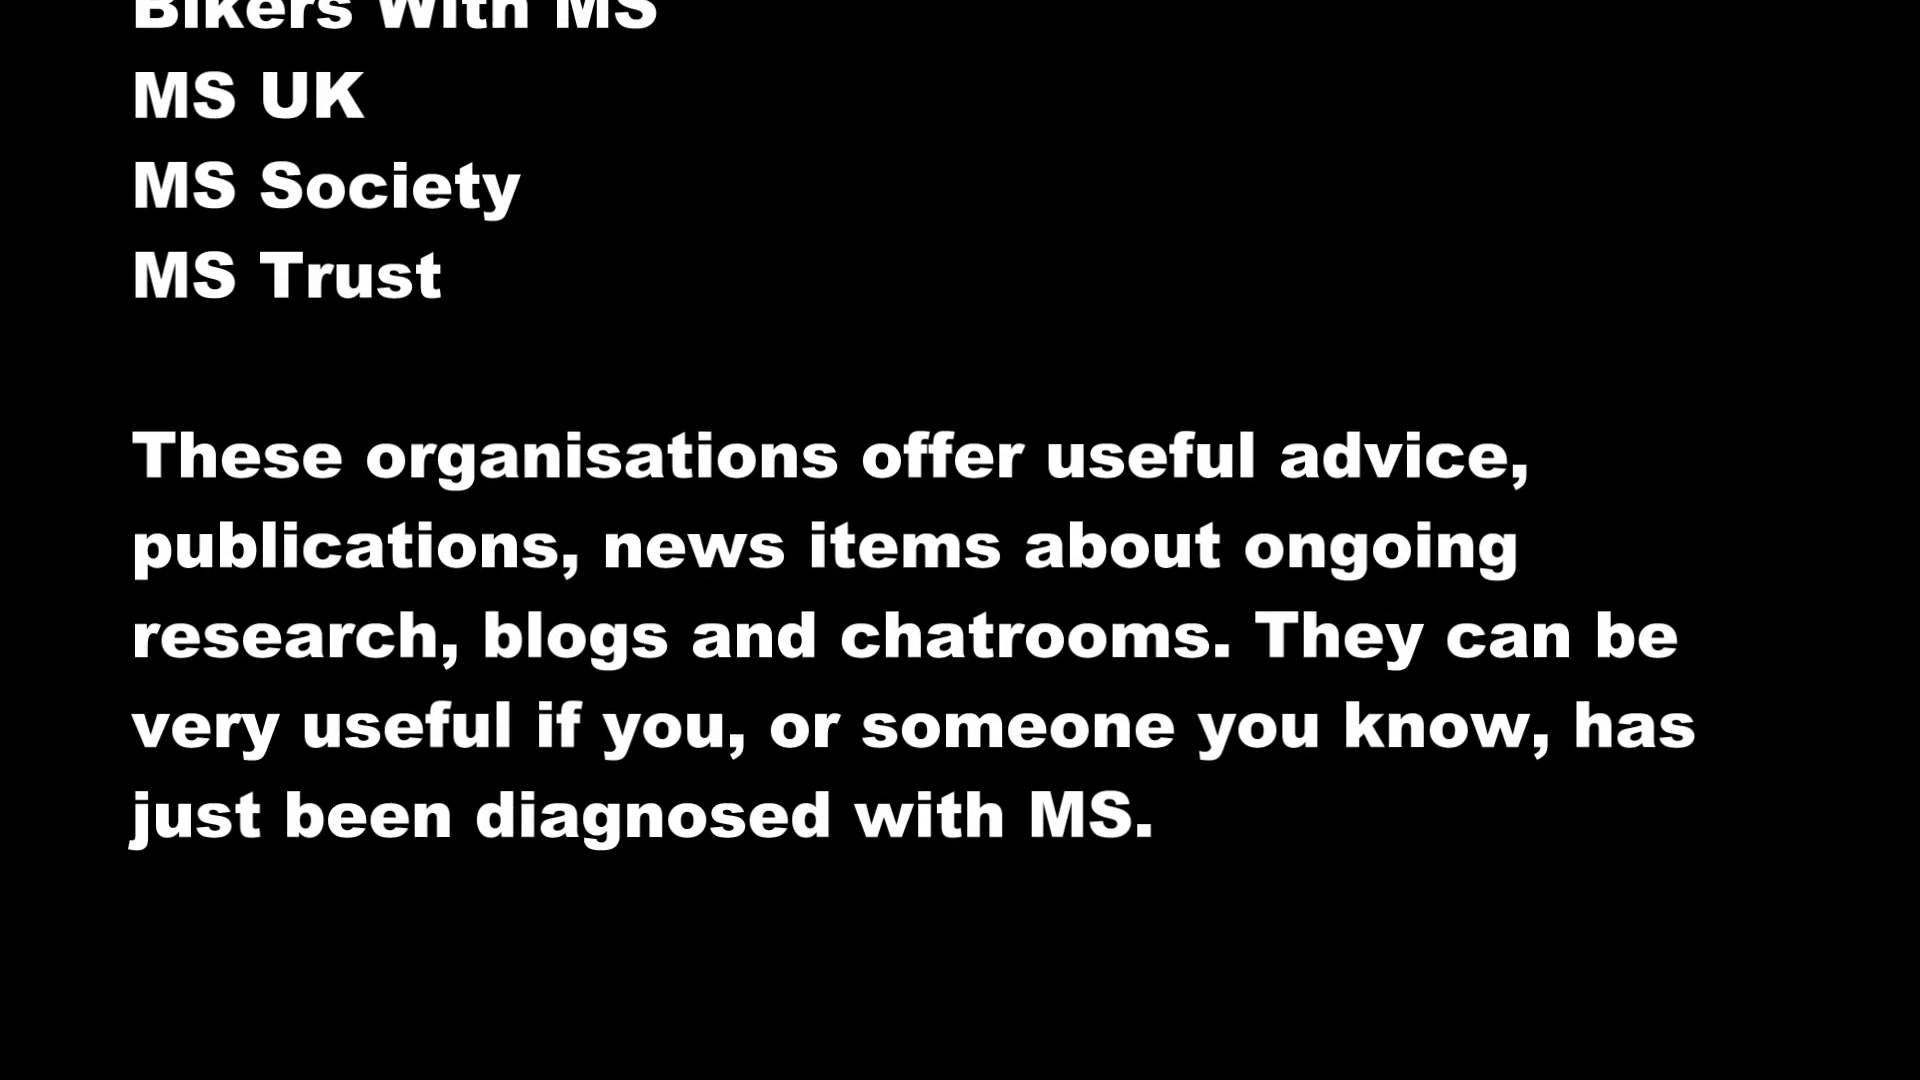 Bikers With MS
MS UK
MS Society
MS Trust
These organisations offer useful advice,
publications, news items about ongoing
research, blogs and chatrooms. They can be
very useful if you, or someone you know, has
just been diagnosed with MS.